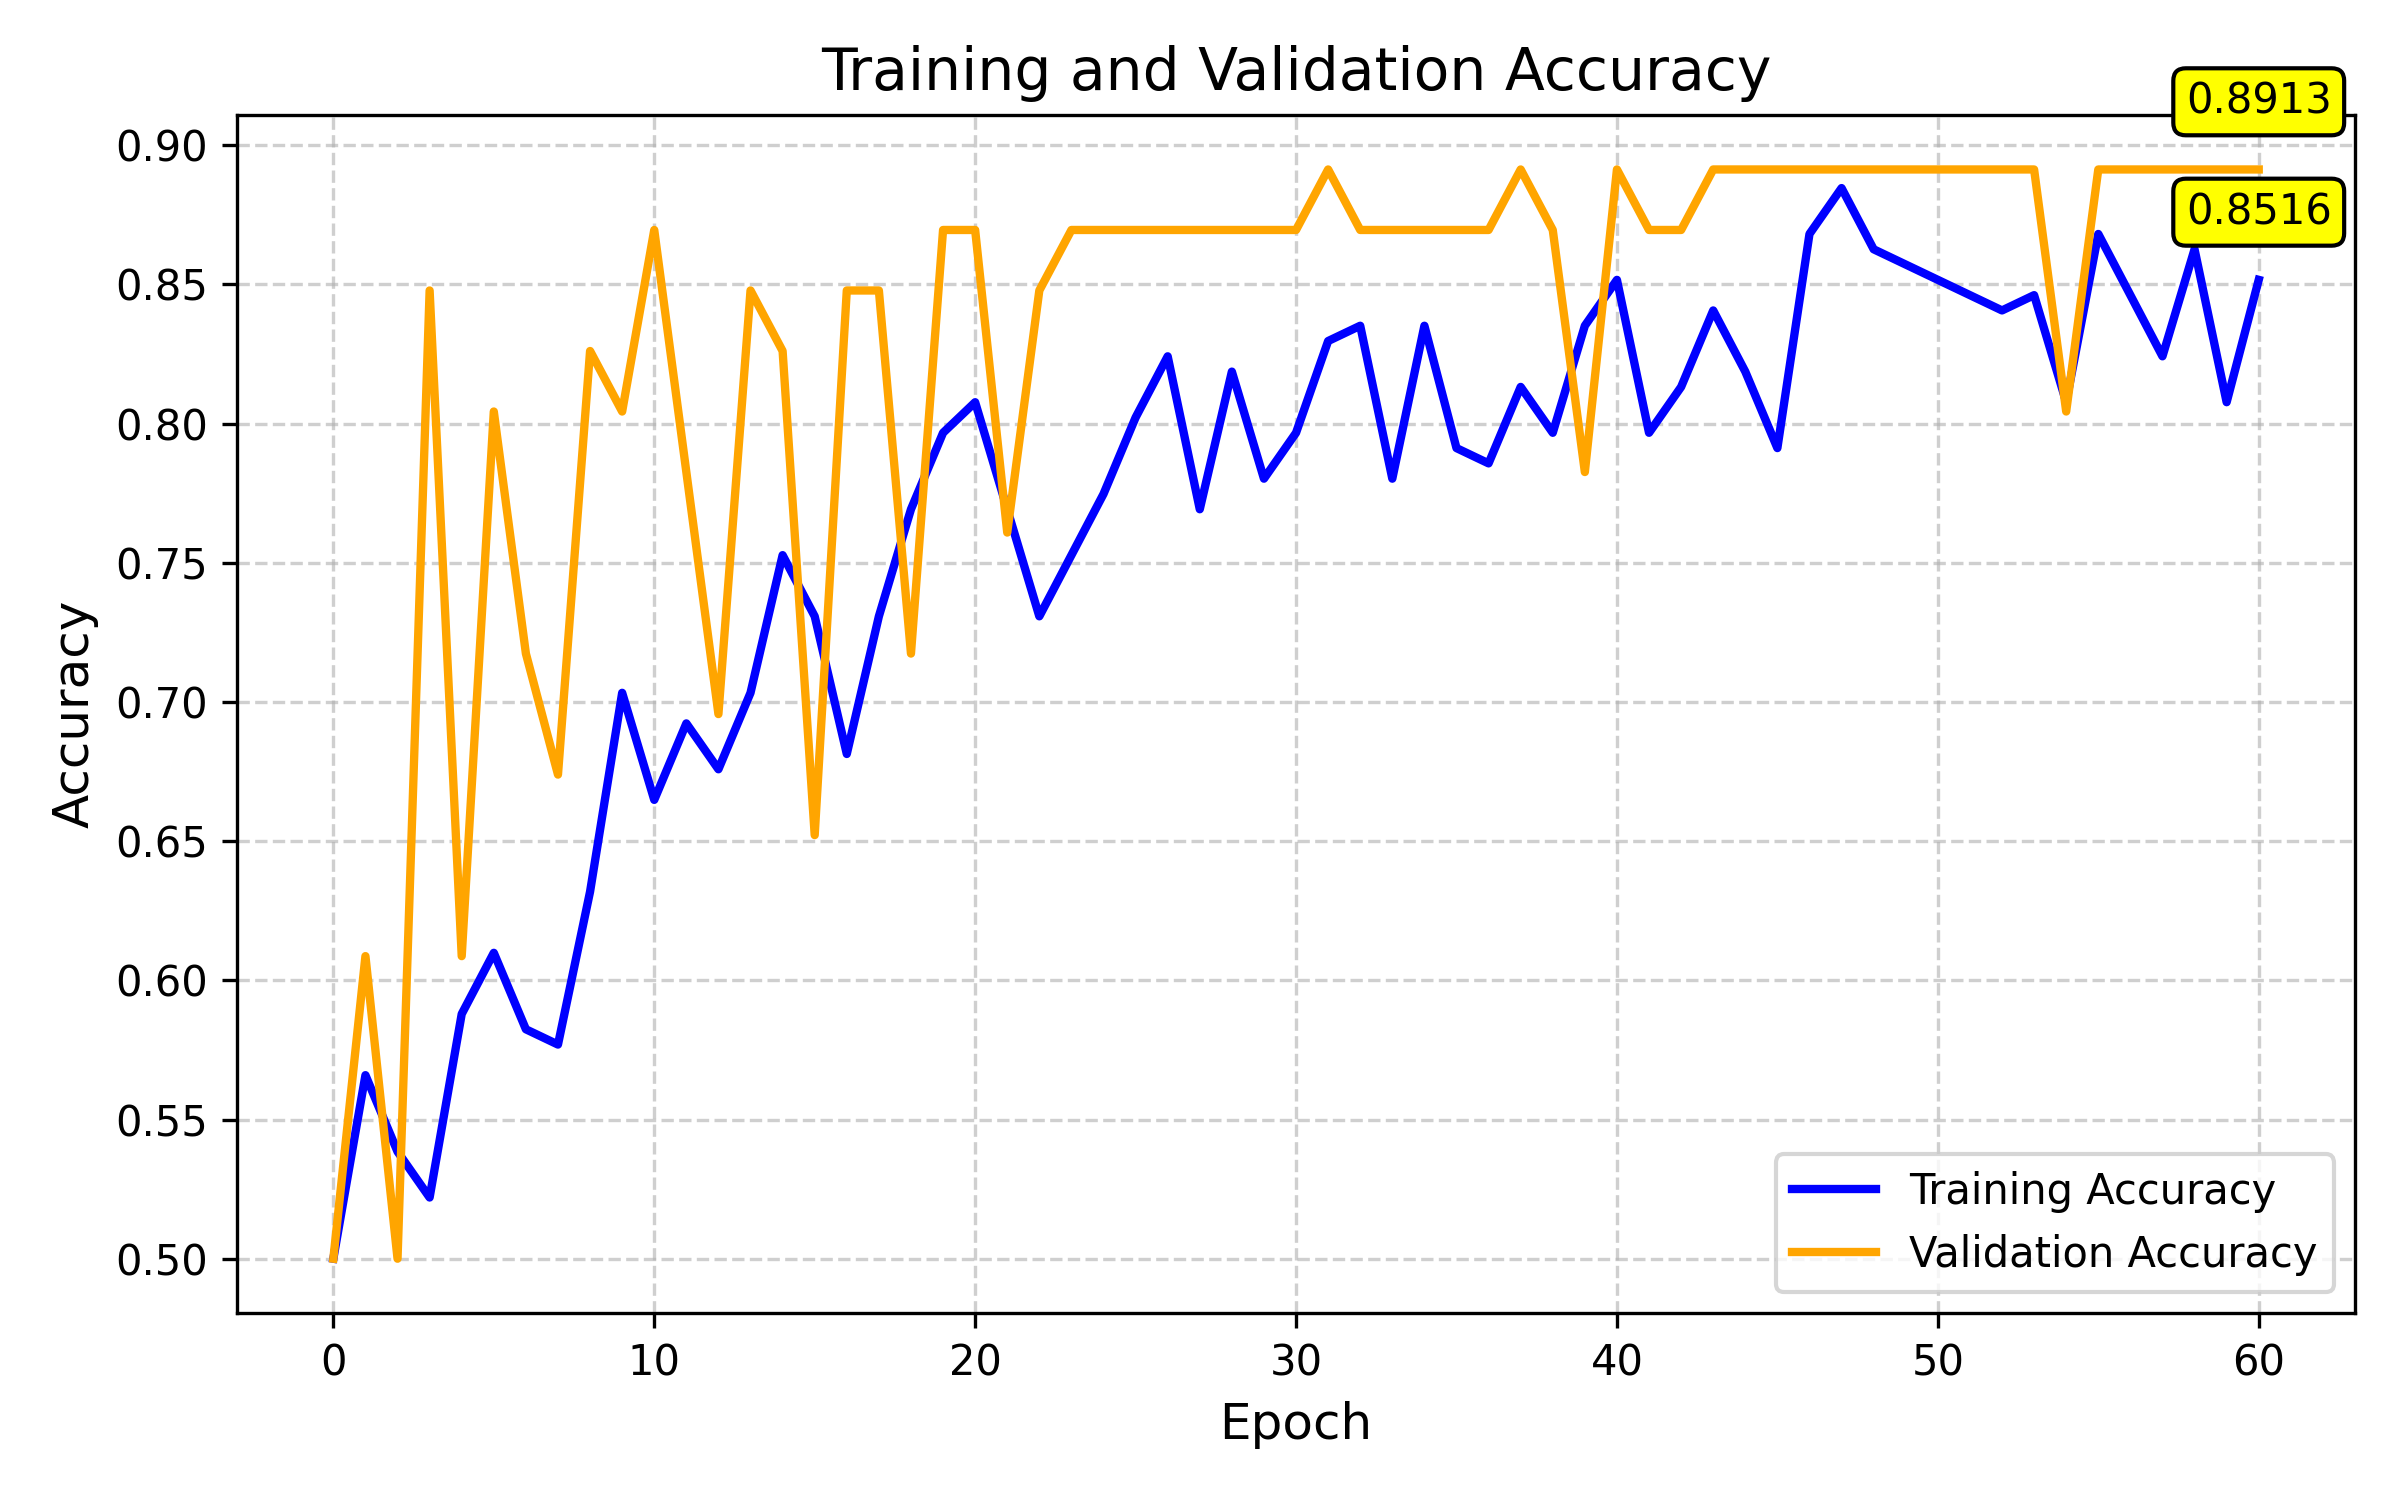 Training and Validation Accuracy
0.8913
0.8516
Accuracy
0.90
0.85
0.80
0.75
0.70
0.65
0.60
0.55
0.50
Training Accuracy
Validation Accuracy
0 10 20 30 40 50 60
Epoch